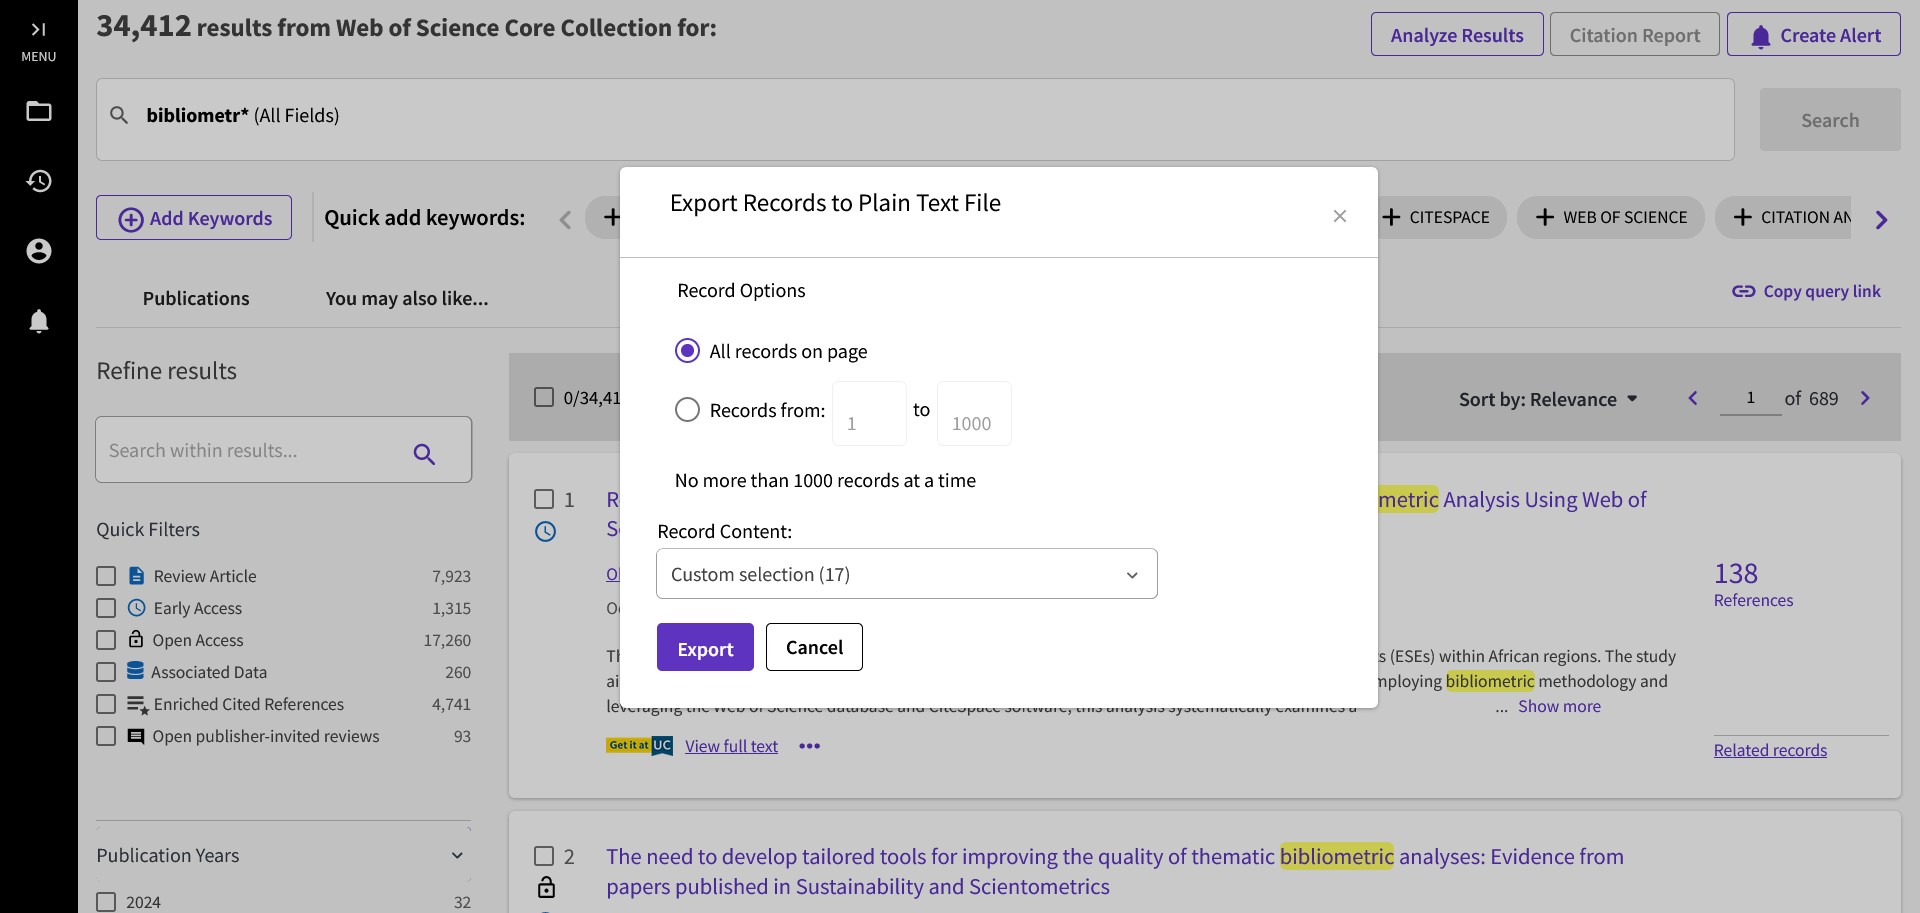 MENU
34,412 results from Web of Science Core Collection for:
Analyze Results
Citation Report
Create Alert
bibliometr* (All Fields)
Search
Add Keywords
Quick add keywords:
CITESPACE
WEB OF SCIENCE
CITATION AN
Publications
You may also like...
Copy query link
Export Records to Plain Text File
Record Options
All records on page
Records from: 1 to 1000
No more than 1000 records at a time
Record Content:
Custom selection (17)
Export
Cancel
Refine results
Search within results...
Quick Filters
Review Article 7,923
Early Access 1,315
Open Access 17,260
Associated Data 260
Enriched Cited References 4,741
Open publisher-invited reviews 93
Publication Years
2024 32
0/34,41
Sort by: Relevance
1 of 689
1
metric Analysis Using Web of
138
References
(ESEs) within African regions. The study
bibliometric methodology and
leveraging the Web of Science database and CiteSpace software, this analysis systematically examines a
... Show more
Get it at UC
View full text
Related records
2
The need to develop tailored tools for improving the quality of thematic bibliometric analyses: Evidence from
papers published in Sustainability and Scientometrics